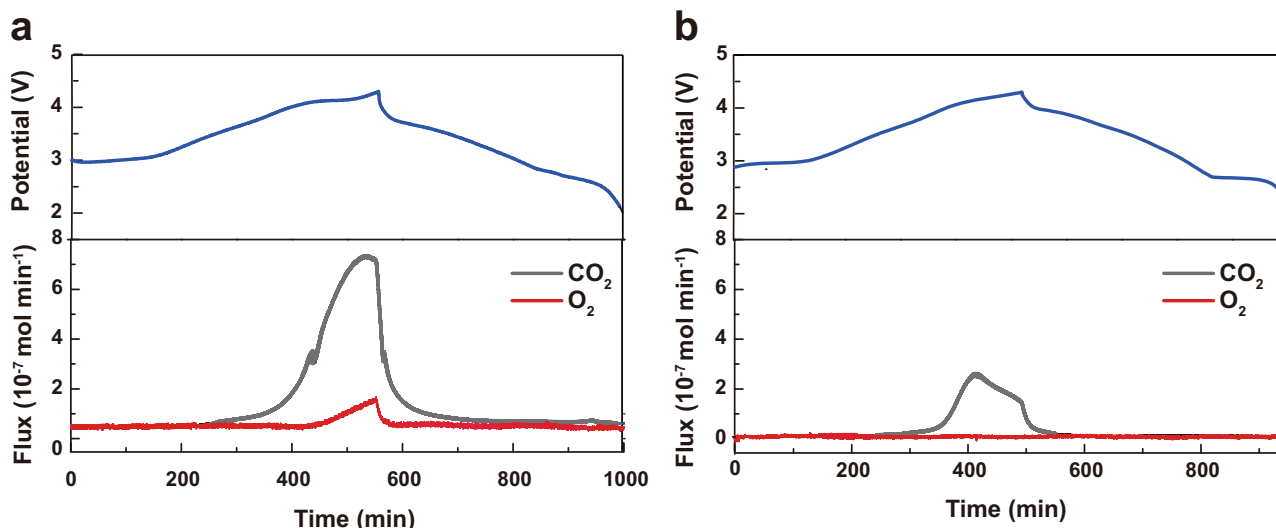 a
Potential (V)
5
4
3
2
8
6
4
2
0
Flux (10⁻⁷ mol min⁻¹)
CO₂
O₂
0 200 400 600 800 1000
Time (min)
b
Potential (V)
5
4
3
2
8
6
4
2
0
Flux (10⁻⁷ mol min⁻¹)
CO₂
O₂
0 200 400 600 800
Time (min)